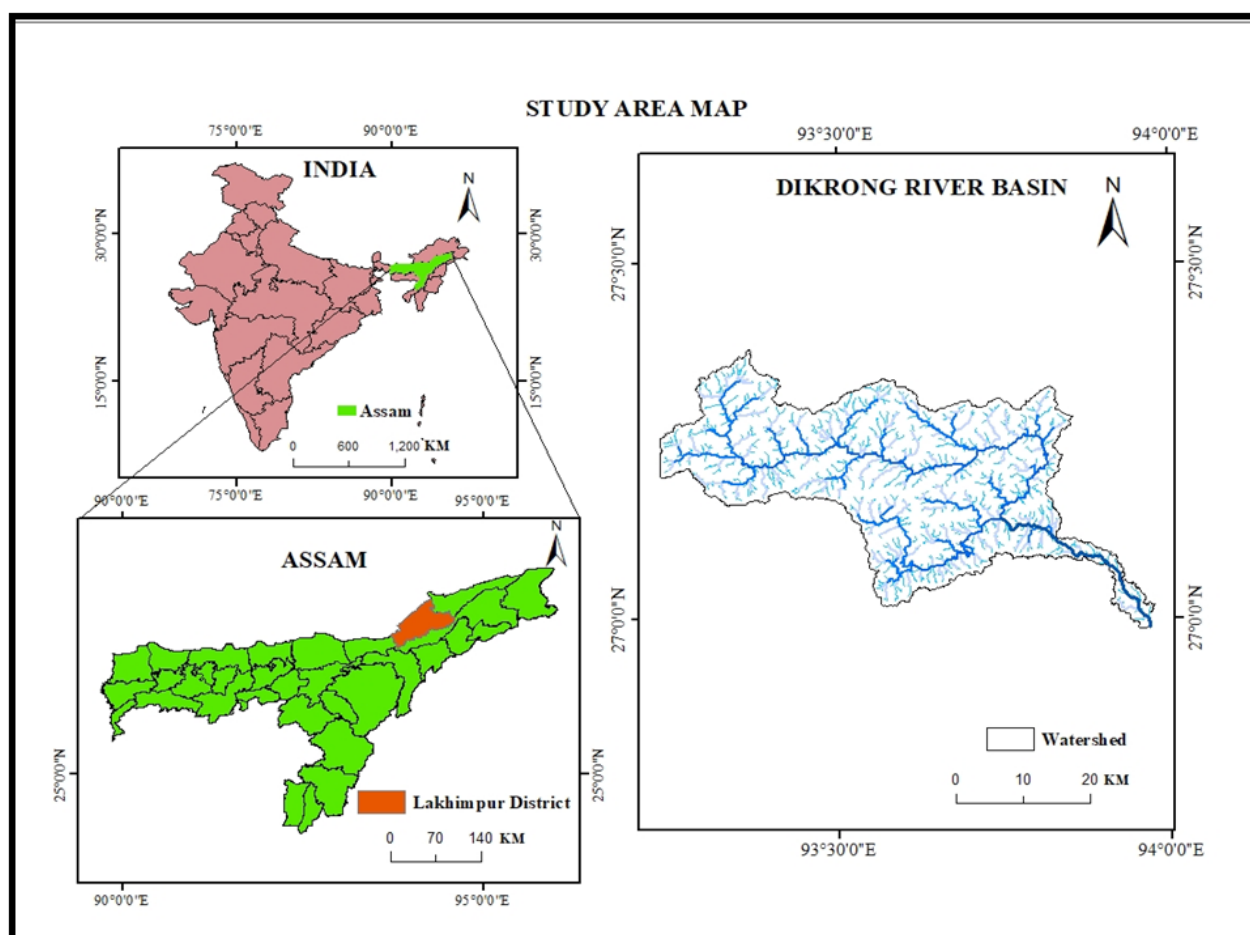 STUDY AREA MAP
75°0'0"E
90°0'0"E
INDIA
N
30°0'0"N
30°0'0"N
15°0'0"N
15°0'0"N
Assam
0 600 1,200 KM
90°0'0"E
75°0'0"E
90°0'0"E
95°0'0"E
ASSAM
N
25°0'0"N
25°0'0"N
Lakhimpur District
0 70 140 KM
90°0'0"E
95°0'0"E
93°30'0"E
94°0'0"E
DIKRONG RIVER BASIN
N
27°30'0"N
27°30'0"N
27°0'0"N
27°0'0"N
Watershed
0 10 20 KM
93°30'0"E
94°0'0"E